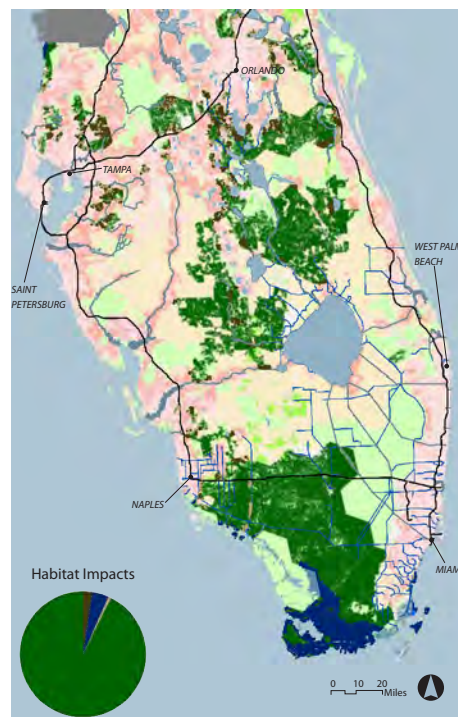 ORLANDO
TAMPA
WEST PALM
BEACH
SAINT
PETERSBURG
NAPLES
MIAM
Habitat Impacts
0 10 20
Miles